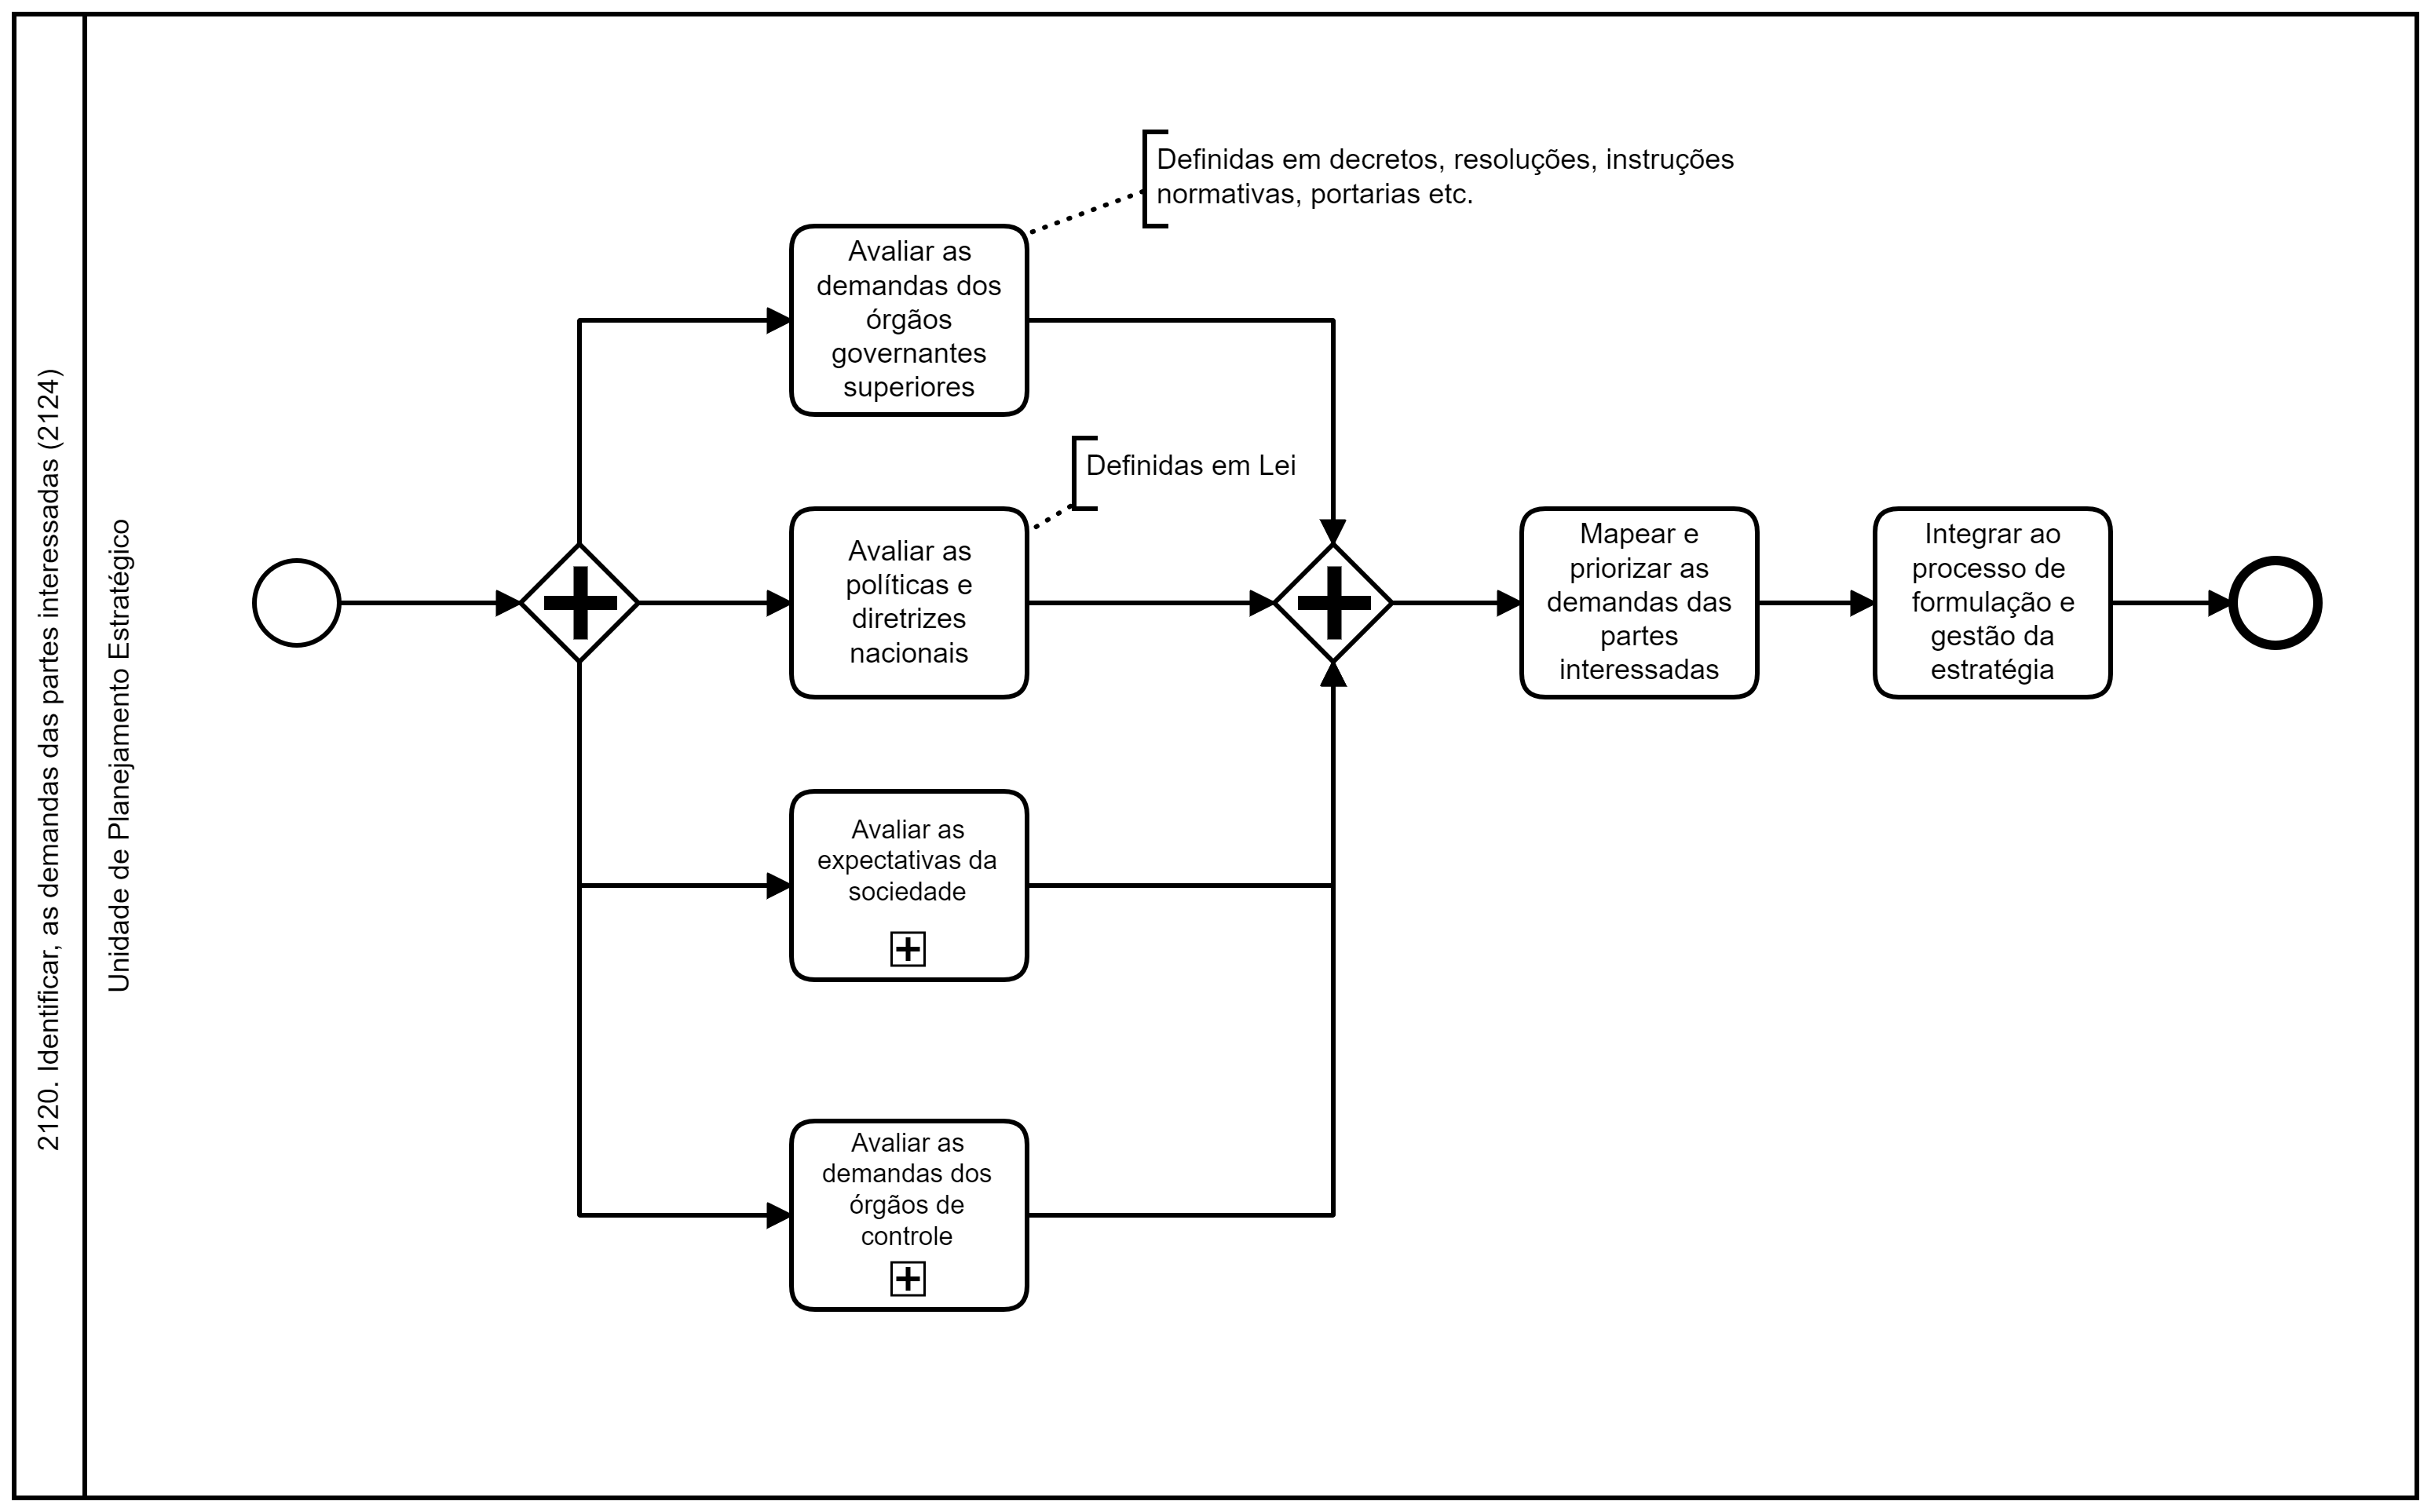 2120. Identificar, as demandas das partes interessadas (2124)
Unidade de Planejamento Estratégico
Definidas em decretos, resoluções, instruções
normativas, portarias etc.
Avaliar as
demandas dos
órgãos
governantes
superiores
Definidas em Lei
Avaliar as
políticas e
diretrizes
nacionais
Avaliar as
expectativas da
sociedade
Avaliar as
demandas dos
órgãos de
controle
Mapear e
priorizar as
demandas das
partes
interessadas
Integrar ao
processo de
formulação e
gestão da
estratégia